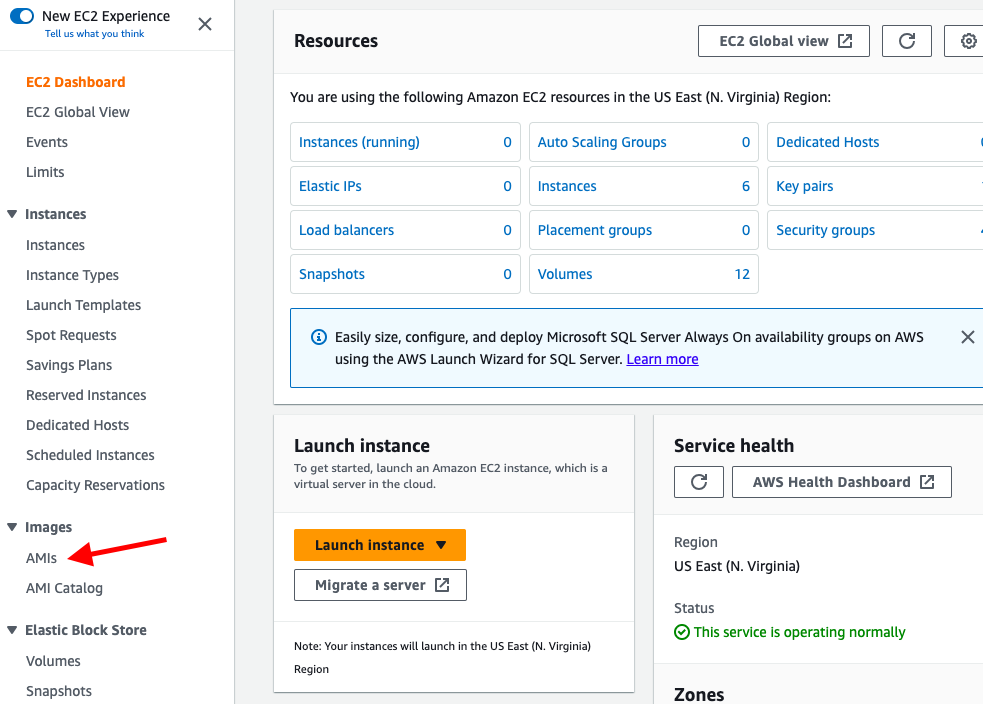 New EC2 Experience
Tell us what you think
EC2 Dashboard
EC2 Global View
Events
Limits
Instances
Instances
Instance Types
Launch Templates
Spot Requests
Savings Plans
Reserved Instances
Dedicated Hosts
Scheduled Instances
Capacity Reservations
Images
AMIs
AMI Catalog
Elastic Block Store
Volumes
Snapshots
Resources
EC2 Global view
You are using the following Amazon EC2 resources in the US East (N. Virginia) Region:
Instances (running) 0
Auto Scaling Groups 0
Dedicated Hosts
Elastic IPs 0
Instances 6
Key pairs
Load balancers 0
Placement groups 0
Security groups
Snapshots 0
Volumes 12
Easily size, configure, and deploy Microsoft SQL Server Always On availability groups on AWS
using the AWS Launch Wizard for SQL Server. Learn more
Launch instance
To get started, launch an Amazon EC2 instance, which is a
virtual server in the cloud.
Launch instance
Migrate a server
Note: Your instances will launch in the US East (N. Virginia)
Region
Service health
AWS Health Dashboard
Region
US East (N. Virginia)
Status
This service is operating normally
Zones